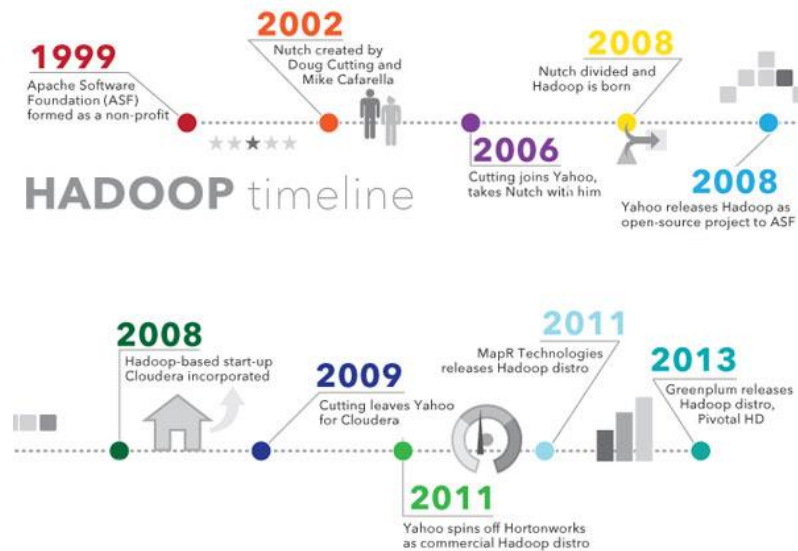 1999
Apache Software
Foundation (ASF)
formed as a non-profit
2002
Nutch created by
Doug Cutting and
Mike Cafarella
2006
Cutting joins Yahoo,
takes Nutch with him
2008
Nutch divided and
Hadoop is born
2008
Yahoo releases Hadoop as
open-source project to ASF
HADOOP timeline
2008
Hadoop-based start-up
Cloudera incorporated
2009
Cutting leaves Yahoo
for Cloudera
2011
Yahoo spins off Hortonworks
as commercial Hadoop distro
2011
MapR Technologies
releases Hadoop distro
2013
Greenplum releases
Hadoop distro,
Pivotal HD